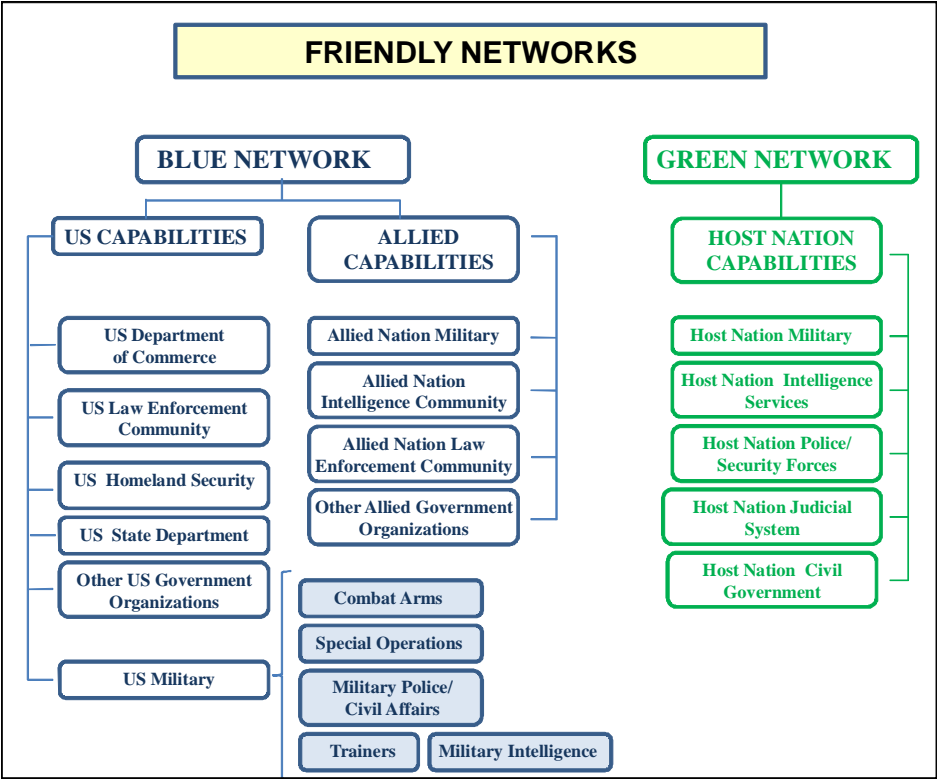 FRIENDLY NETWORKS
BLUE NETWORK
US CAPABILITIES
ALLIED
CAPABILITIES
US Department
of Commerce
US Law Enforcement
Community
US Homeland Security
US State Department
Other US Government
Organizations
US Military
Allied Nation Military
Allied Nation
Intelligence Community
Allied Nation Law
Enforcement Community
Other Allied Government
Organizations
Combat Arms
Special Operations
Military Police/
Civil Affairs
Trainers
Military Intelligence
GREEN NETWORK
HOST NATION
CAPABILITIES
Host Nation Military
Host Nation Intelligence
Services
Host Nation Police/
Security Forces
Host Nation Judicial
System
Host Nation Civil
Government